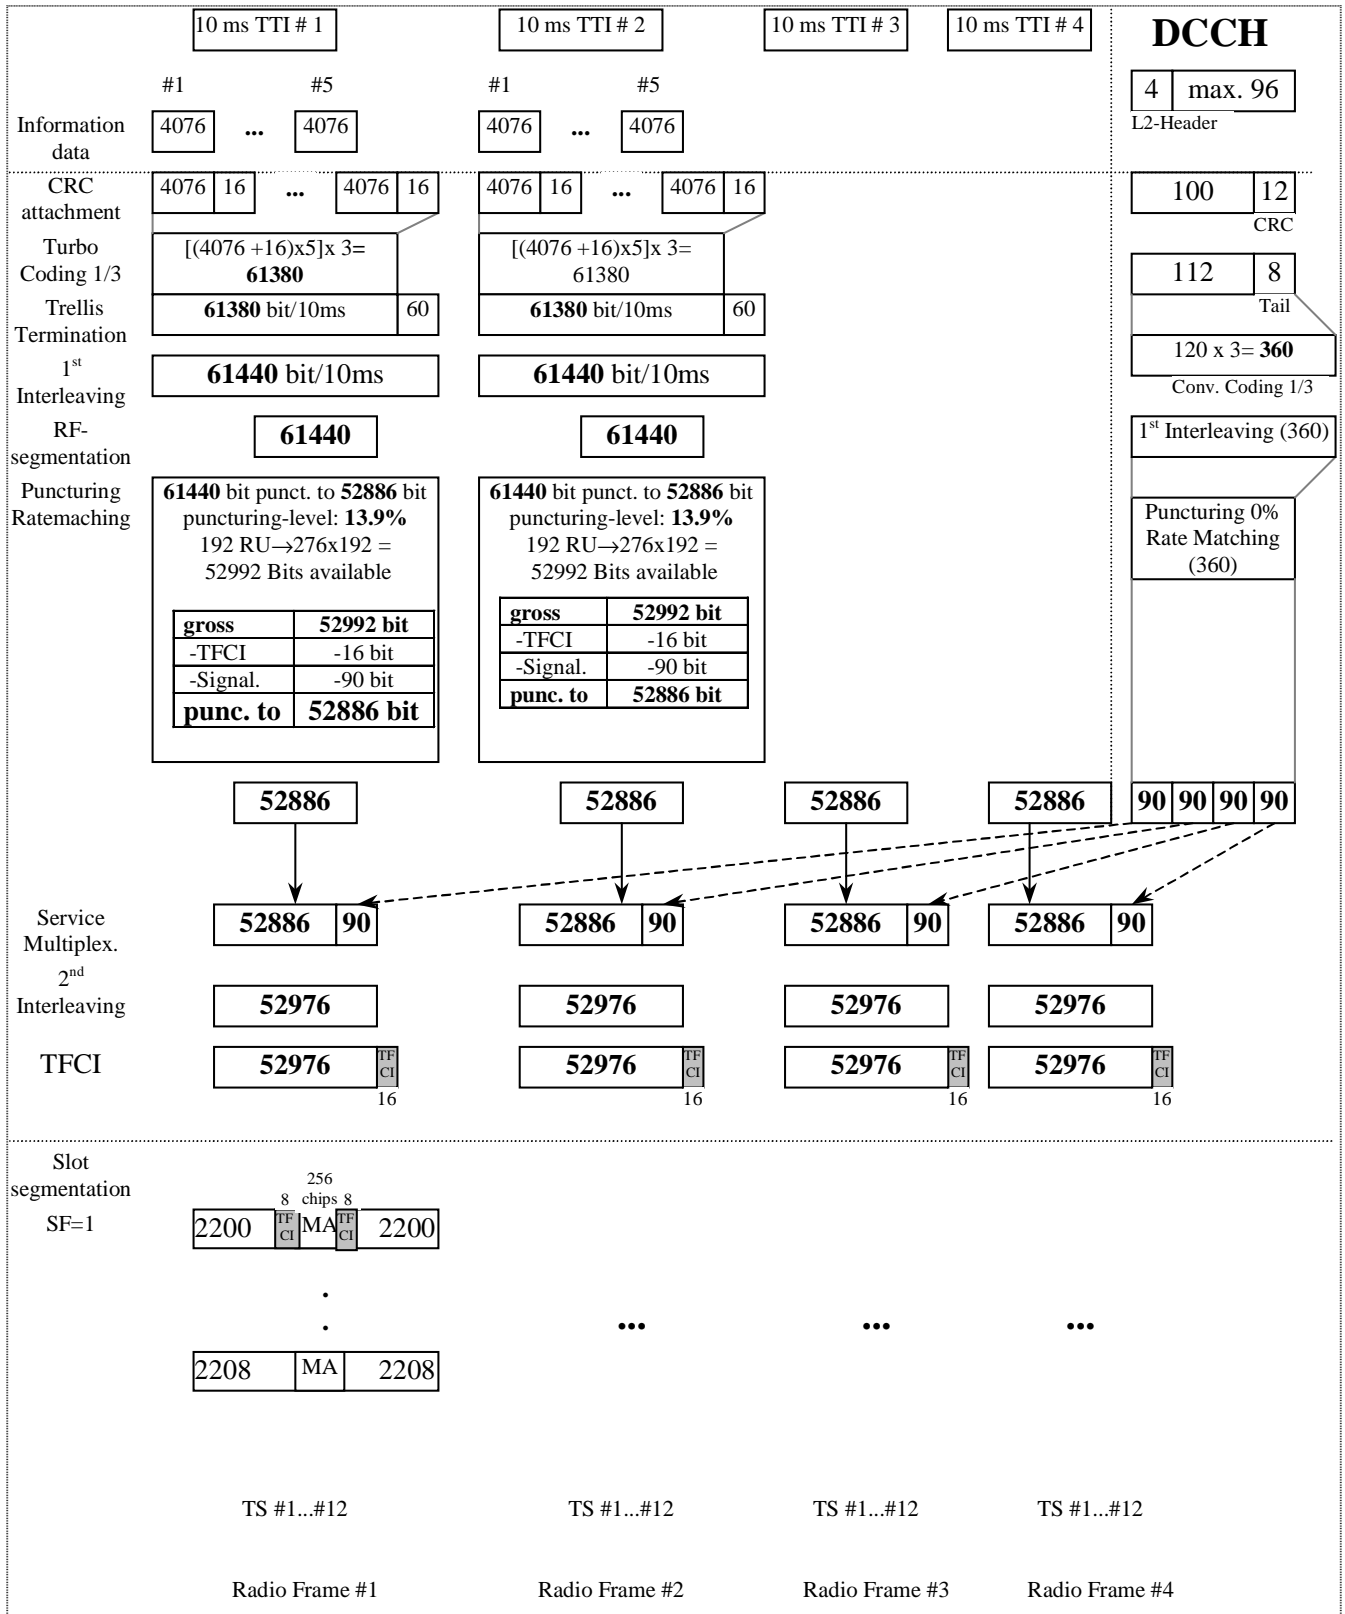 10 ms TTI # 1 10 ms TTI # 2 10 ms TTI # 3 10 ms TTI # 4 DCCH
#1 #5 #1 #5 4 max. 96
L2-Header
Information
data
4076 ... 4076 4076 ... 4076
CRC
attachment
4076 16 ... 4076 16 4076 16 ... 4076 16 100 12
CRC
Turbo
Coding 1/3
[(4076 +16)x5]x 3=
61380
[(4076 +16)x5]x 3=
61380
112 8
Tail
Trellis
Termination
61380 bit/10ms 60 61380 bit/10ms 60
120 x 3= 360
Conv. Coding 1/3
1st
Interleaving
61440 bit/10ms 61440 bit/10ms
RF-
segmentation
61440 61440 1st Interleaving (360)
Puncturing
Ratemaching
61440 bit punct. to 52886 bit
puncturing-level: 13.9%
192 RU→276x192 =
52992 Bits available
gross 52992 bit
-TFCI -16 bit
-Signal. -90 bit
punc. to 52886 bit
61440 bit punct. to 52886 bit
puncturing-level: 13.9%
192 RU→276x192 =
52992 Bits available
gross 52992 bit
-TFCI -16 bit
-Signal. -90 bit
punc. to 52886 bit
Puncturing 0%
Rate Matching
(360)
52886 52886 52886 52886 90 90 90 90
Service
Multiplex.
52886 90 52886 90 52886 90 52886 90
2nd
Interleaving
52976 52976 52976 52976
TFCI
52976 TF CI 52976 TF CI 52976 TF CI 52976 TF CI
16 16 16 16
Slot
segmentation
SF=1
256
8 chips 8
2200 TF CI MA TF CI 2200
.
. ... ... ...
2208 MA 2208
TS #1...#12 TS #1...#12 TS #1...#12 TS #1...#12
Radio Frame #1 Radio Frame #2 Radio Frame #3 Radio Frame #4